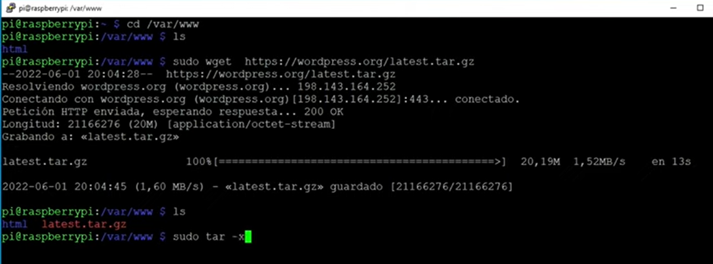 pi@raspberrypi: /var/www
pi@raspberrypi:~ $ cd /var/www
pi@raspberrypi:/var/www $ ls
html
pi@raspberrypi:/var/www $ sudo wget  https://wordpress.org/latest.tar.gz
--2022-06-01 20:04:28--  https://wordpress.org/latest.tar.gz
Resolviendo wordpress.org (wordpress.org)... 198.143.164.252
Conectando con wordpress.org (wordpress.org)[198.143.164.252]:443... conectado.
Petición HTTP enviada, esperando respuesta... 200 OK
Longitud: 21166276 (20M) [application/octet-stream]
Grabando a: «latest.tar.gz»
latest.tar.gz 100%[==========================================>] 20,19M 1,52MB/s en 13s
2022-06-01 20:04:45 (1,60 MB/s) - «latest.tar.gz» guardado [21166276/21166276]
pi@raspberrypi:/var/www $ ls
html  latest.tar.gz
pi@raspberrypi:/var/www $ sudo tar -x